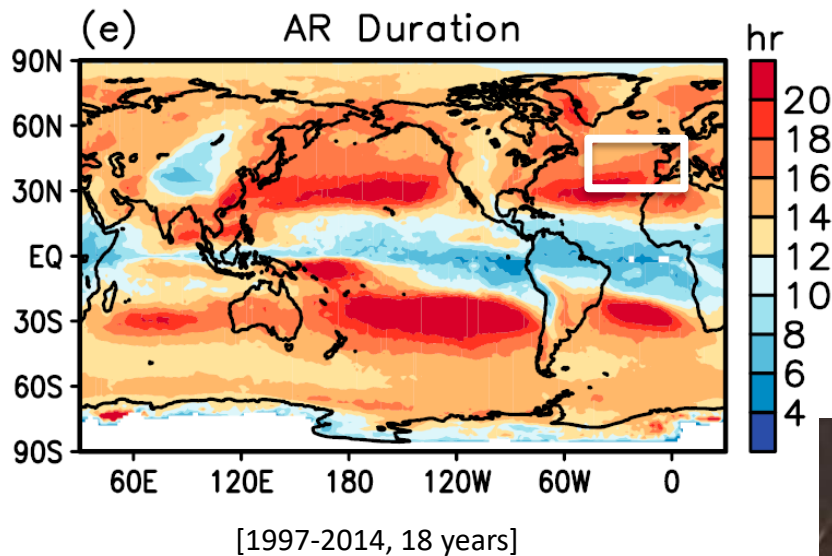 (e) AR Duration
hr
90N
60N
30N
EQ
30S
60S
90S
60E 120E 180 120W 60W 0
20
18
16
14
12
10
8
6
4
[1997-2014, 18 years]